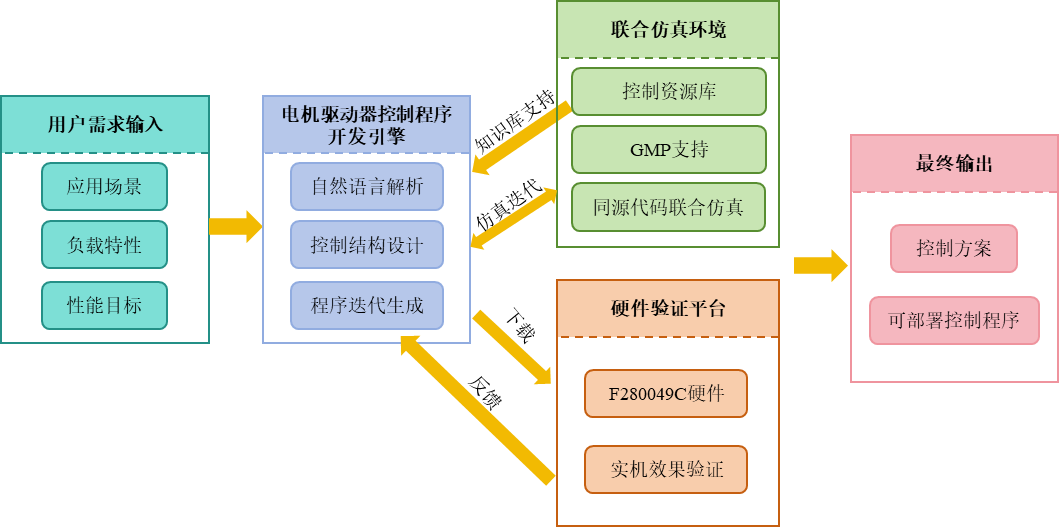 用户需求输入
应用场景
负载特性
性能目标
电机驱动器控制程序
开发引擎
自然语言解析
控制结构设计
程序迭代生成
知识库支持
仿真迭代
下载
反馈
联合仿真环境
控制资源库
GMP支持
同源代码联合仿真
硬件验证平台
F280049C硬件
实机效果验证
最终输出
控制方案
可部署控制程序